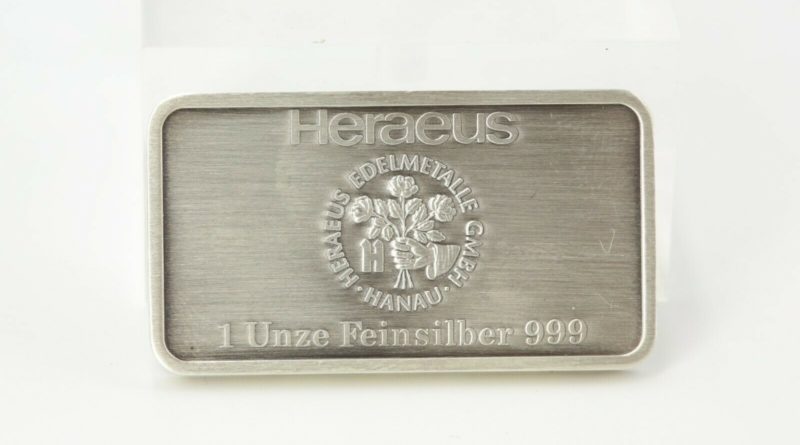 Heraeus
HERAEUS EDELMETALLE GMBH
· HANAU ·
H
1 Unze Feinsilber 999